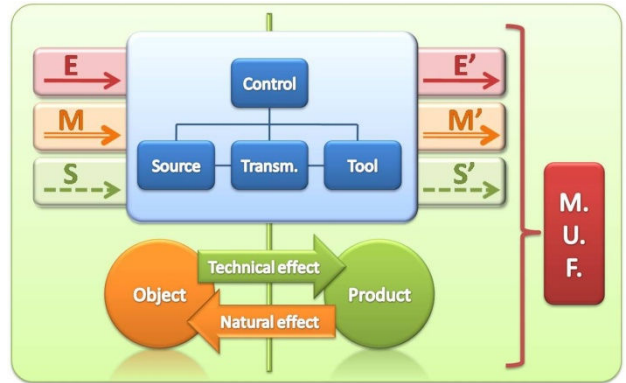 E
M
S
Control
Source
Transm.
Tool
E’
M’
S’
Object
Technical effect
Natural effect
Product
M.
U.
F.